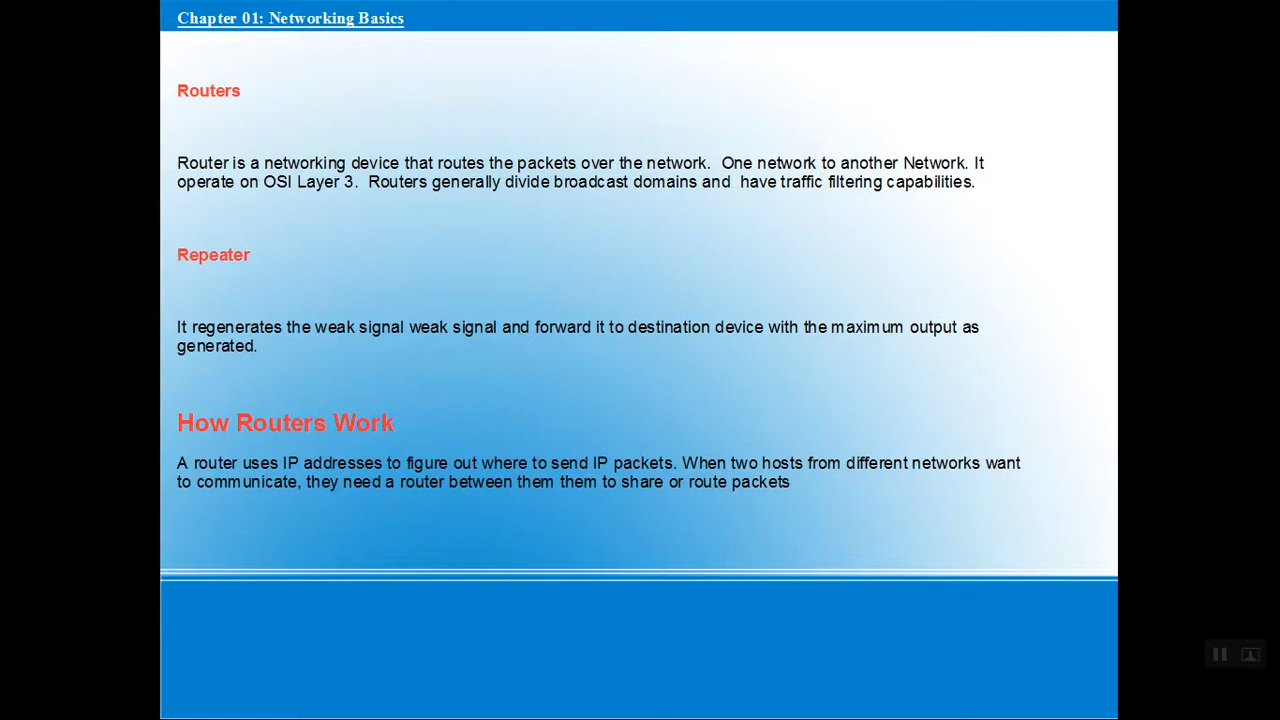 Chapter 01: Networking Basics
Routers
Router is a networking device that routes the packets over the network.  One network to another Network. It
operate on OSI Layer 3.  Routers generally divide broadcast domains and  have traffic filtering capabilities.
Repeater
It regenerates the weak signal weak signal and forward it to destination device with the maximum output as
generated.
How Routers Work
A router uses IP addresses to figure out where to send IP packets. When two hosts from different networks want
to communicate, they need a router between them them to share or route packets